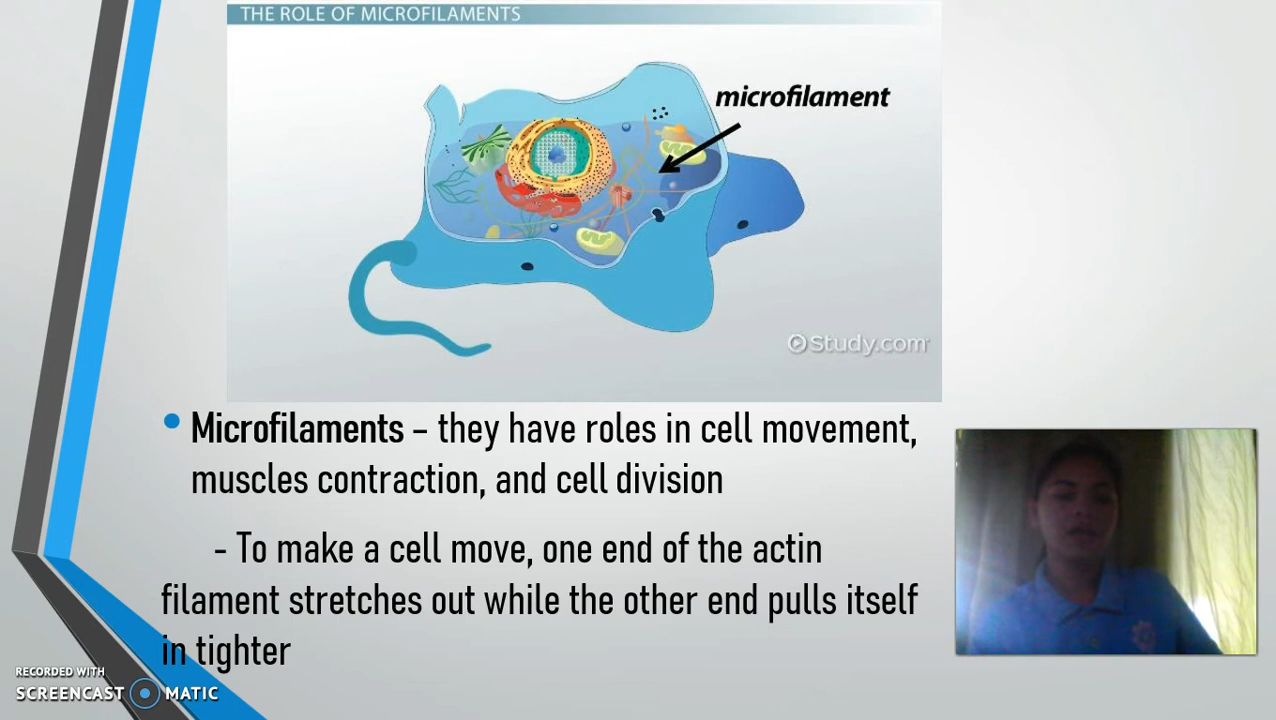 THE ROLE OF MICROFILAMENTS
microfilament
Study.com
• Microfilaments – they have roles in cell movement,
muscles contraction, and cell division
- To make a cell move, one end of the actin
filament stretches out while the other end pulls itself
in tighter
RECORDED WITH
SCREENCAST MATIC